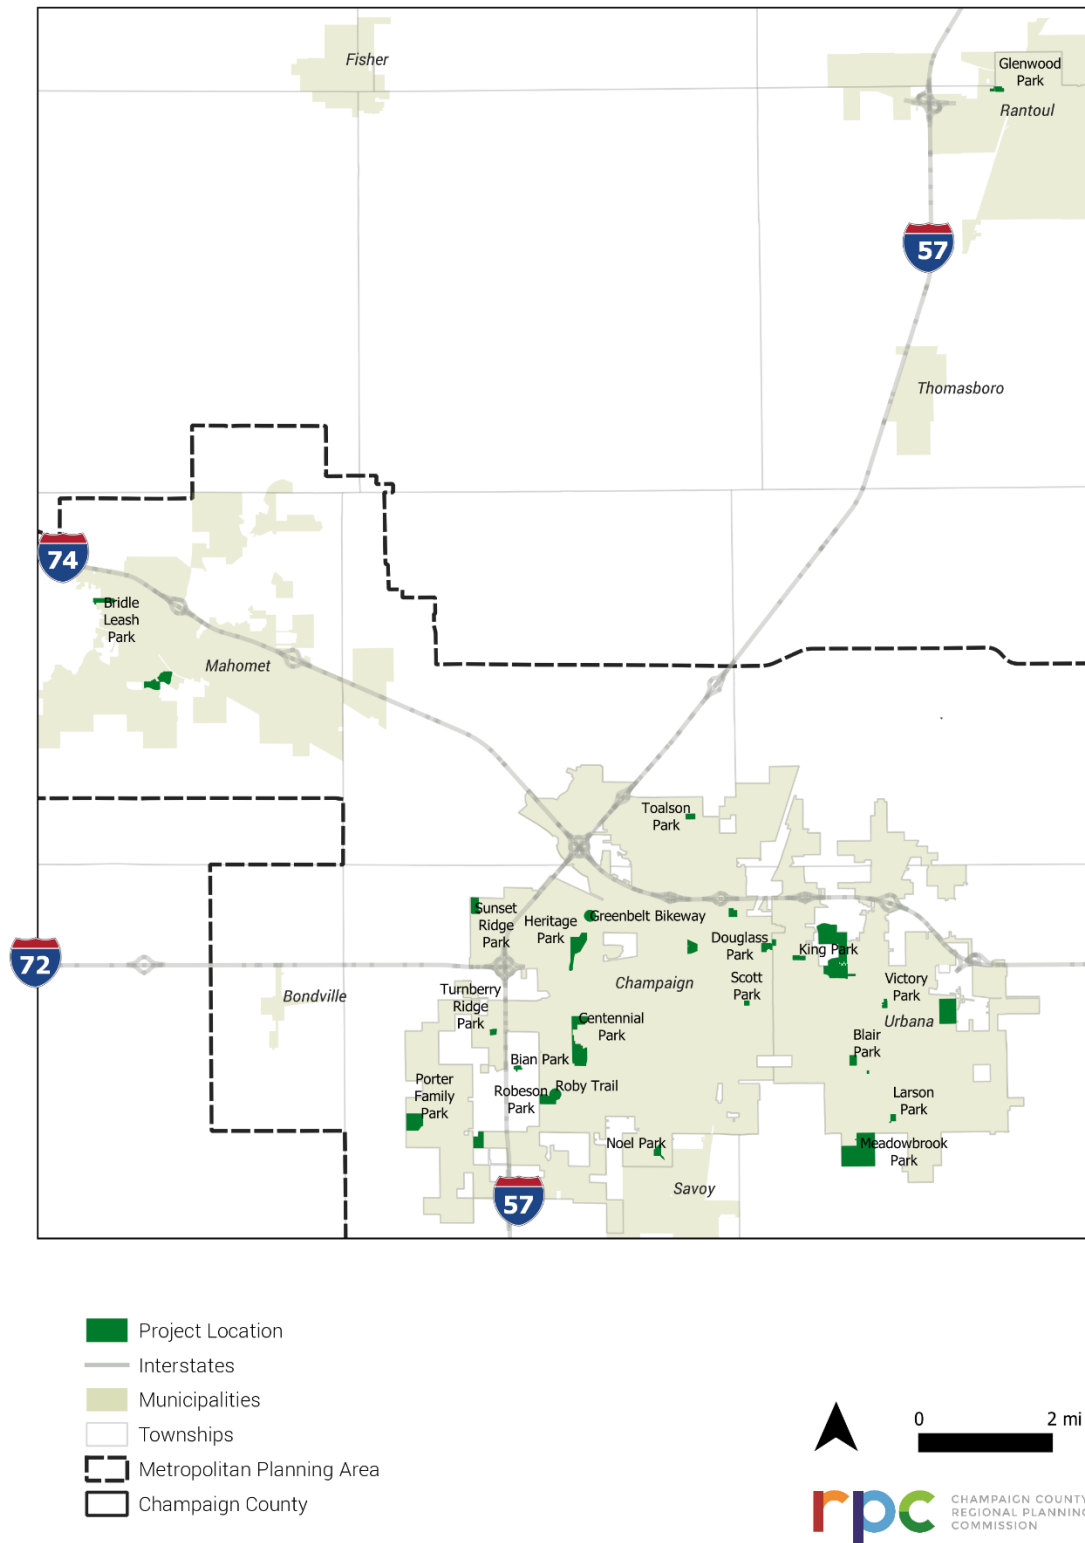 Fisher
Glenwood
Park
Rantoul
57
Thomasboro
74
Bridle
Leash
Park
Mahomet
Toalson
Park
Sunset
Ridge
Park
Heritage
Park
Greenbelt Bikeway
Douglass
Park
King Park
72
Bondville
Turnberry
Ridge
Park
Champaign
Scott
Park
Victory
Park
Urbana
Centennial
Park
Blair
Park
Bian Park
Porter
Family
Park
Robeson
Park
Roby Trail
Larson
Park
Noel Park
Meadowbrook
Park
Savoy
57
Project Location
Interstates
Municipalities
Townships
Metropolitan Planning Area
Champaign County
0 2 mi
rpc
CHAMPAIGN COUNTY
REGIONAL PLANNING
COMMISSION